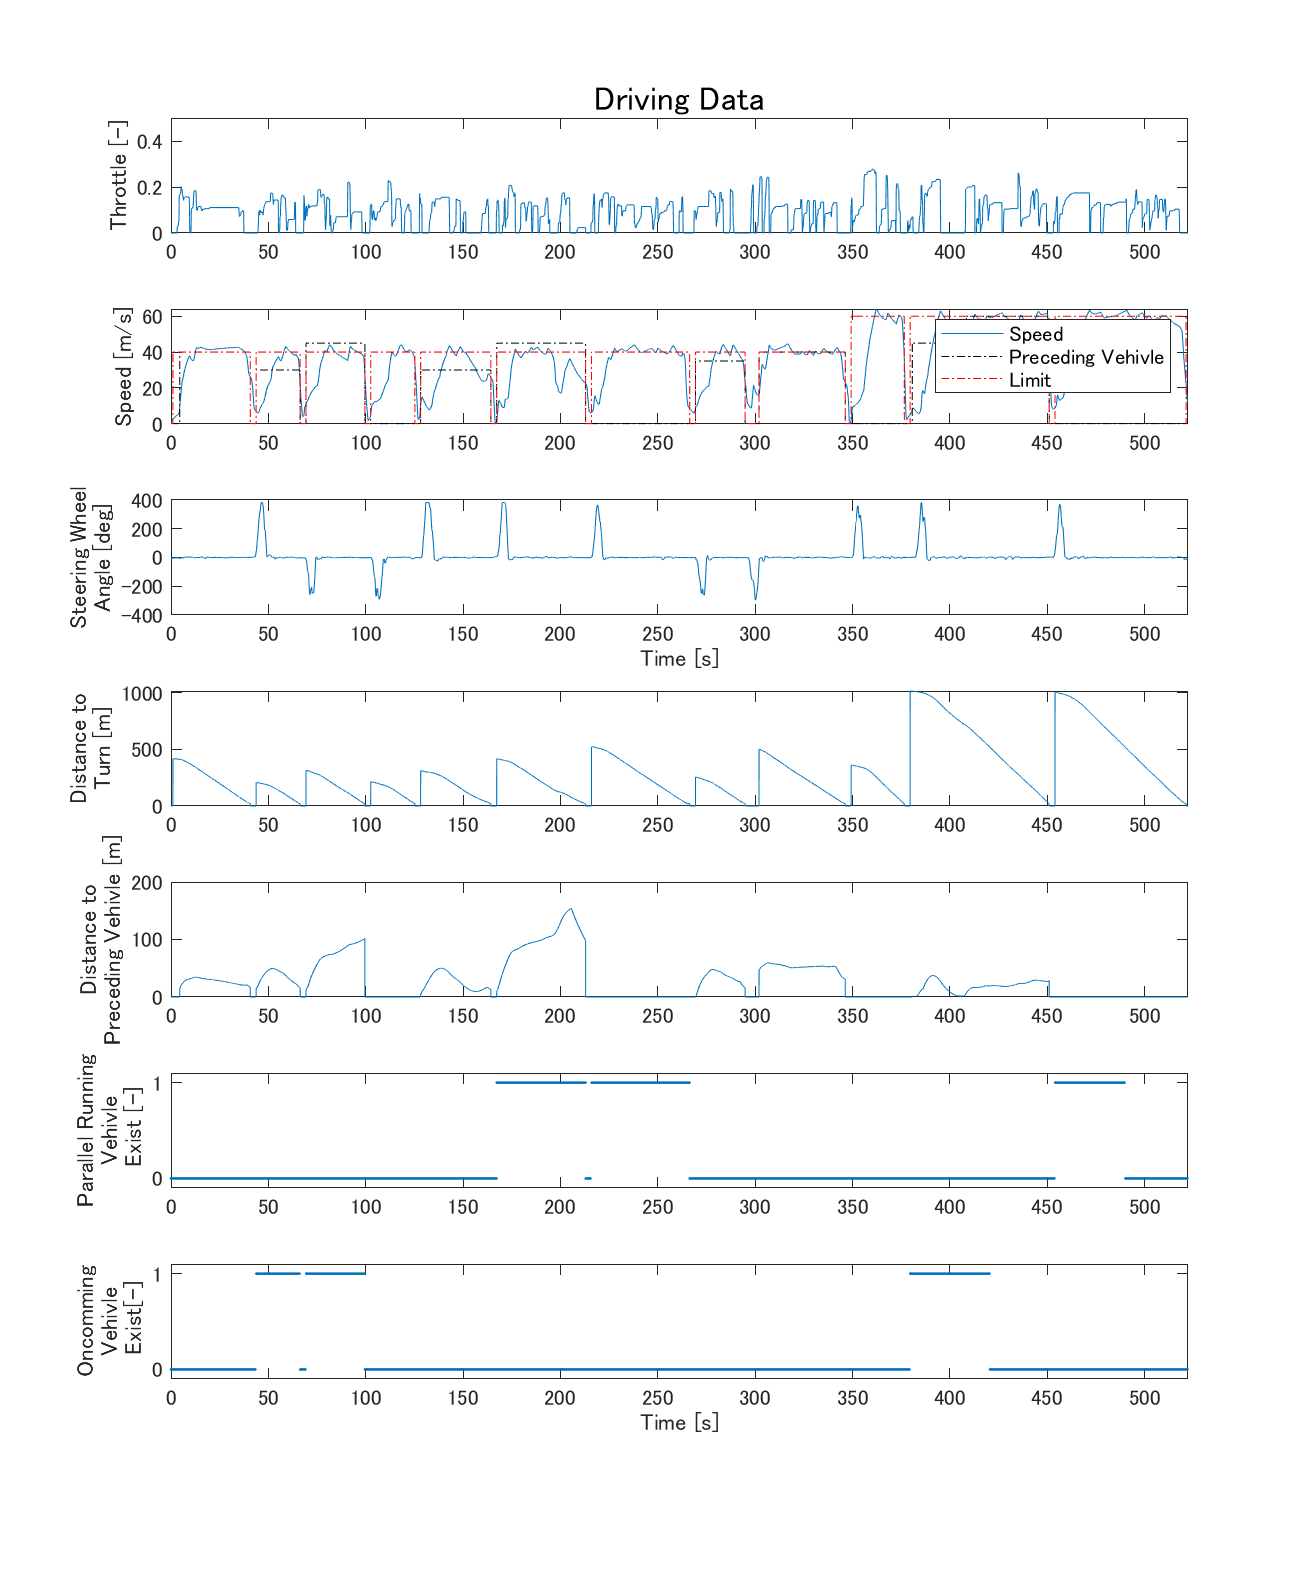 Driving Data
Throttle [-]
0.4
0.2
0
0 50 100 150 200 250 300 350 400 450 500
Speed [m/s]
60
40
20
0
Speed
Preceding Vehivle
Limit
0 50 100 150 200 250 300 350 400 450 500
Steering Wheel
Angle [deg]
400
200
0
-200
-400
0 50 100 150 200 250 300 350 400 450 500
Time [s]
Distance to
Turn [m]
1000
500
0
0 50 100 150 200 250 300 350 400 450 500
Distance to
Preceding Vehivle [m]
200
100
0
0 50 100 150 200 250 300 350 400 450 500
Parallel Running
Vehivle
Exist [-]
1
0
0 50 100 150 200 250 300 350 400 450 500
Oncomming
Vehivle
Exist[-]
1
0
0 50 100 150 200 250 300 350 400 450 500
Time [s]